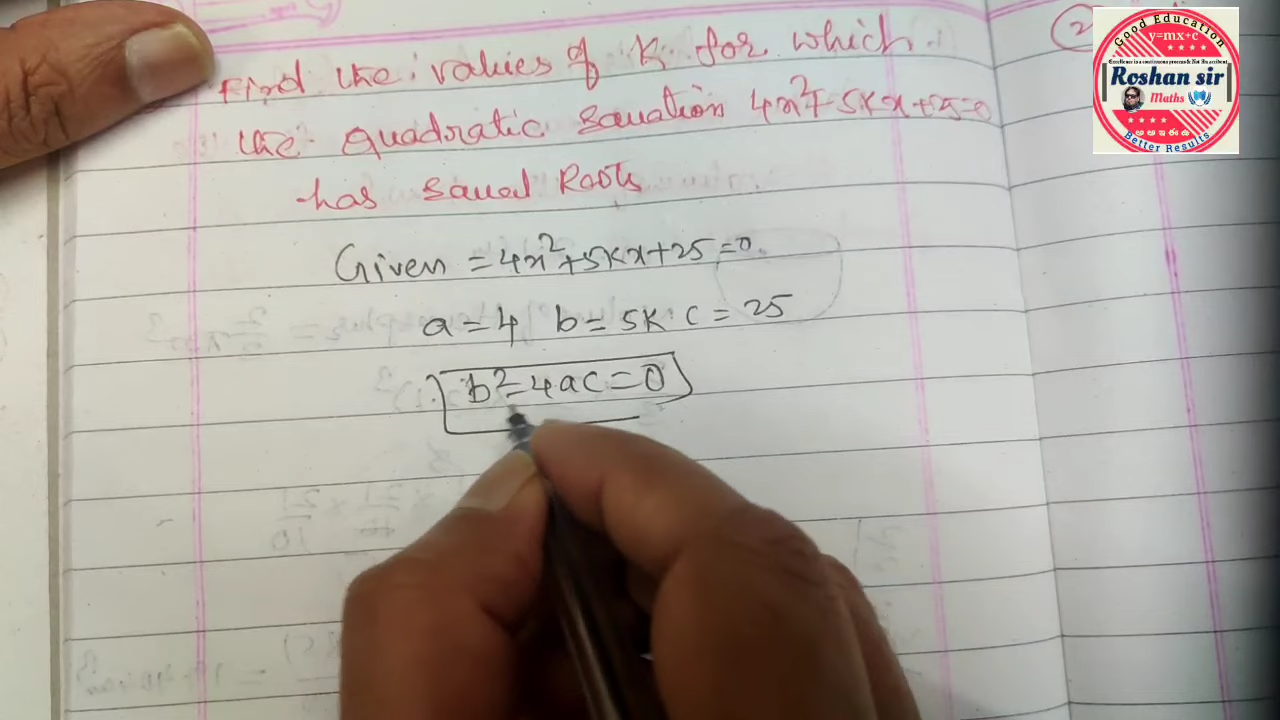 Find the values of K for which
the quadratic Equation 4x²+5Kx+25=0
has Equal Roots
Given = 4x²+5Kx+25=0.
a=4 b=5K c=25
b²-4ac=0
2
Good Education
y=mx+c
Roshan sir
Maths
Better Results